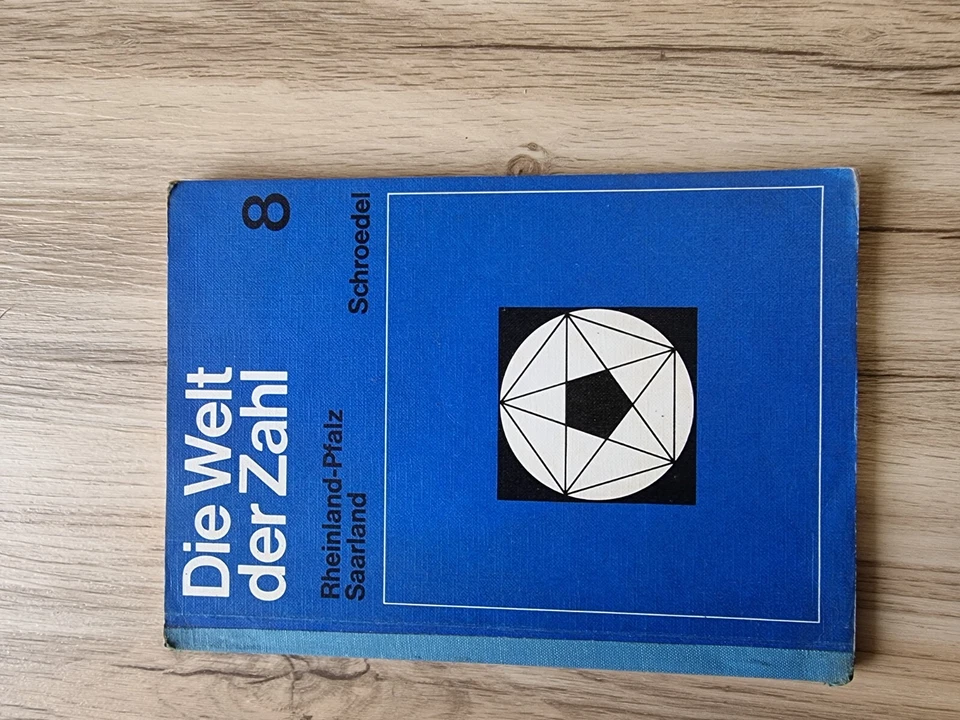 Die Welt
der Zahl
8
Rheinland-Pfalz
Saarland
Schroedel